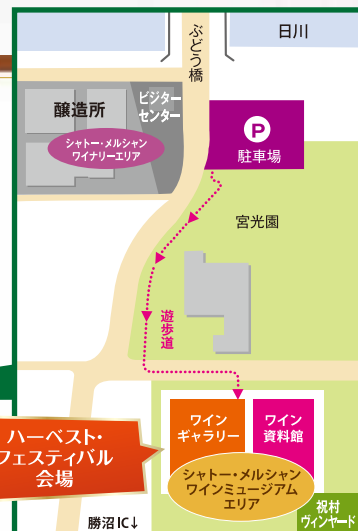 日川
ぶどう橋
醸造所
ビジター
センター
シャトー・メルシャン
ワイナリーエリア
P
駐車場
宮光園
遊歩道
ワイン
ギャラリー
ワイン
資料館
ハーベスト・
フェスティバル
会場
シャトー・メルシャン
ワインミュージアム
エリア
祝村
ヴィンヤード
勝沼IC↓